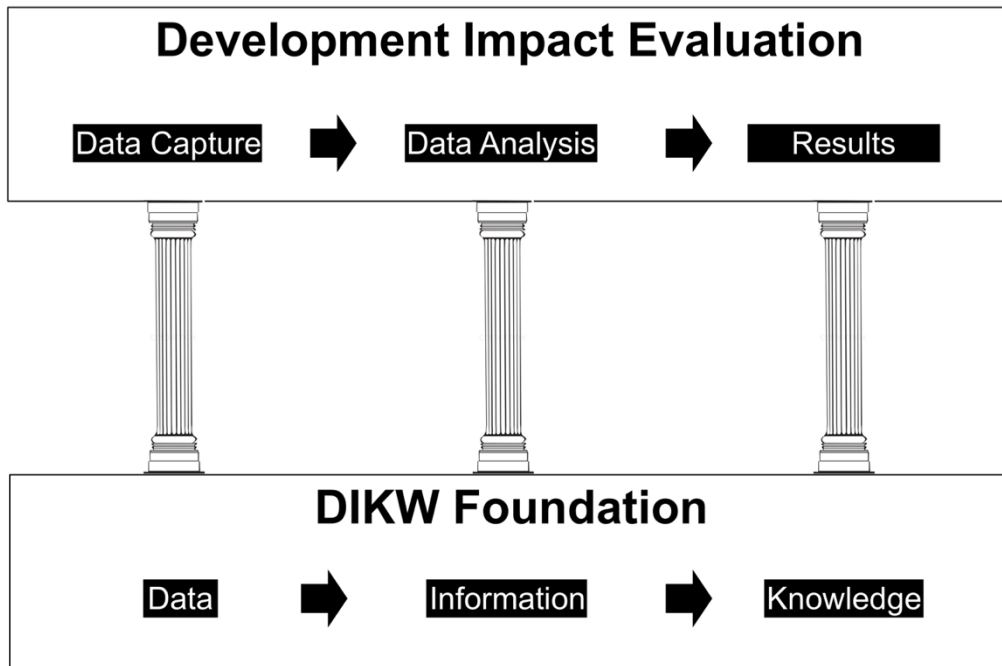 Development Impact Evaluation
Data Capture
Data Analysis
Results
DIKW Foundation
Data
Information
Knowledge